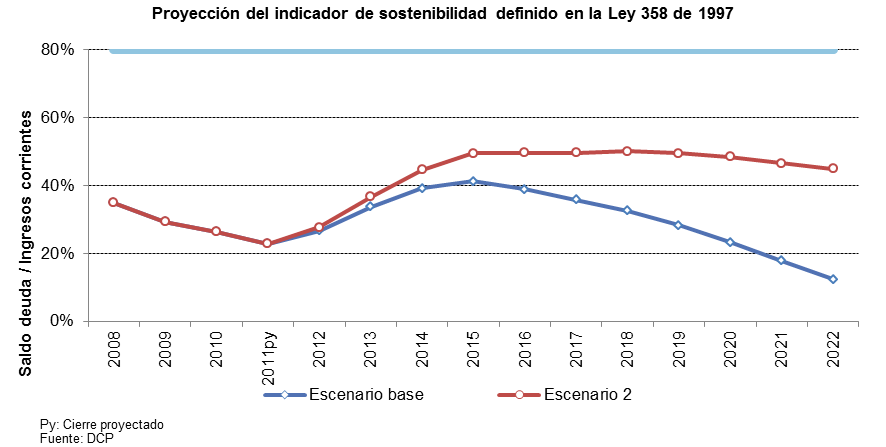 Proyección del indicador de sostenibilidad definido en la Ley 358 de 1997
Saldo deuda / Ingresos corrientes
80%
60%
40%
20%
0%
2008
2009
2010
2011py
2012
2013
2014
2015
2016
2017
2018
2019
2020
2021
2022
Escenario base
Escenario 2
Py: Cierre proyectado
Fuente: DCP